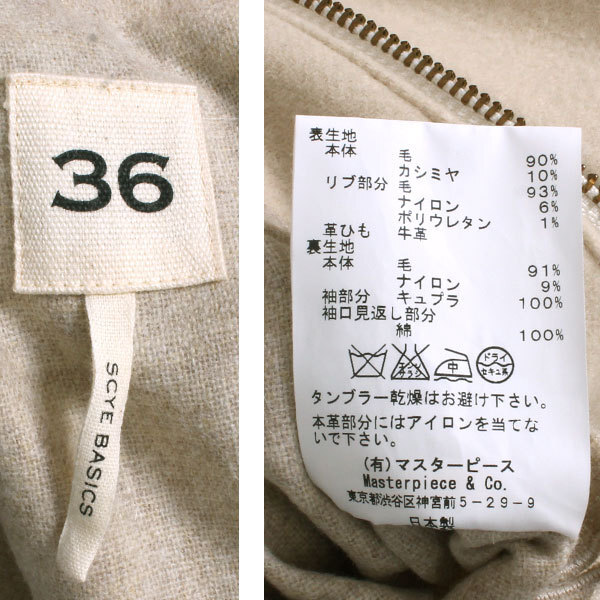 36
SCYE BASICS
表生地
本体 毛 90%
カシミヤ 10%
リブ部分 毛 93%
ナイロン 6%
ポリウレタン 1%
革ひも 牛革
裏生地
本体 毛 91%
ナイロン 9%
袖部分 キュプラ 100%
袖口見返し部分
綿 100%
エンソ サラシ 中 ドライ セキユ系
タンブラー乾燥はお避け下さい。
本革部分にはアイロンを当てな
いで下さい。
(有)マスターピース
Masterpiece & Co.
東京都渋谷区神宮前5-29-9
日本製